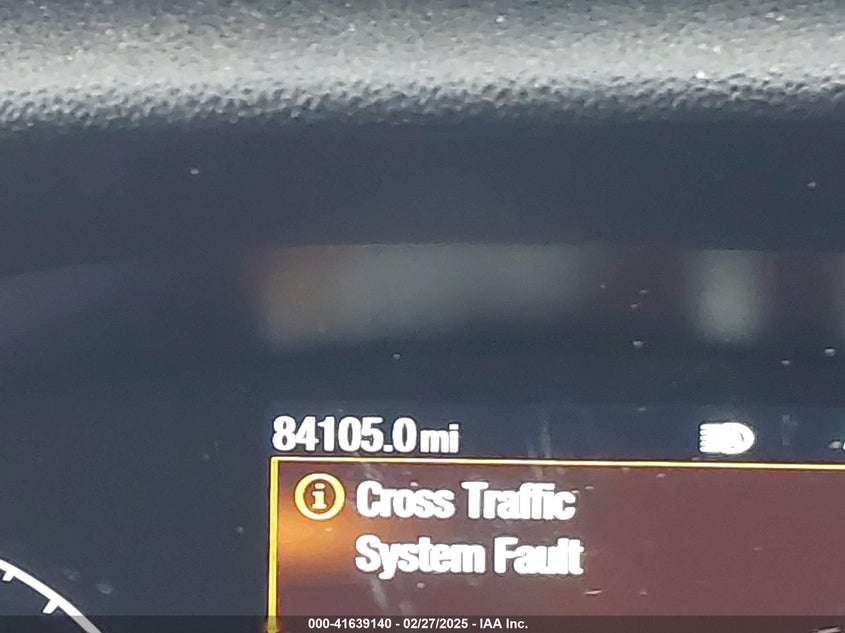 84105.0 mi
Cross Traffic
System Fault
000-41639140 - 02/27/2025 - IAA Inc.